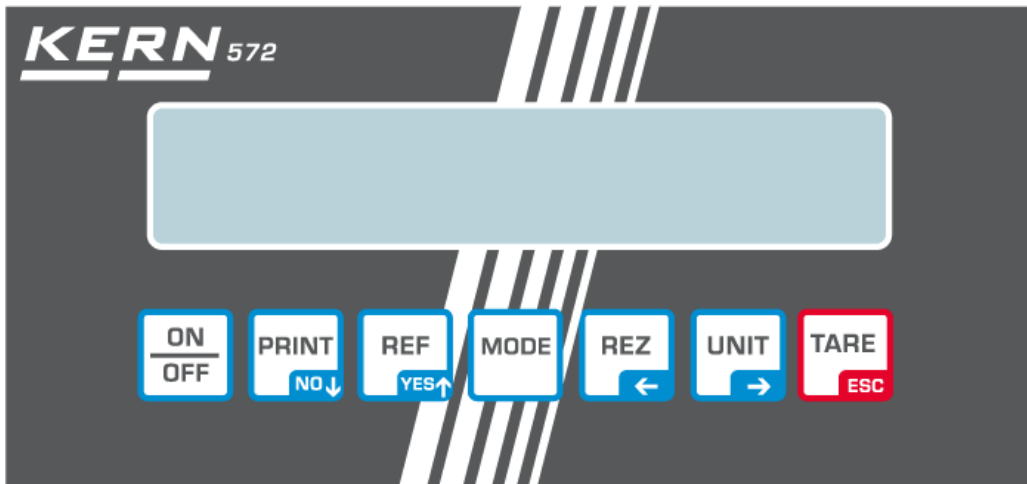 KERN 572
ON PRINT REF MODE REZ UNIT TARE
OFF NO↓ YES↑ ← → ESC